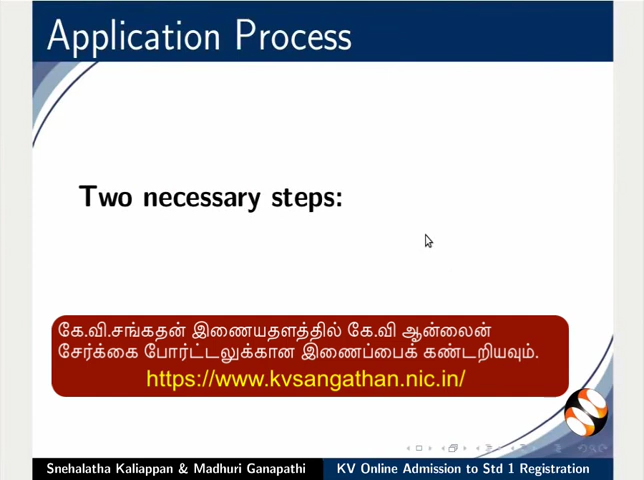 Application Process
Two necessary steps:
கே.வி.சங்கதன் இணையதளத்தில் கே.வி ஆன்லைன்
சேர்க்கை போர்ட்டலுக்கான இணைப்பைக் கண்டறியவும்.
https://www.kvsangathan.nic.in/
Snehalatha Kaliappan & Madhuri Ganapathi KV Online Admission to Std 1 Registration